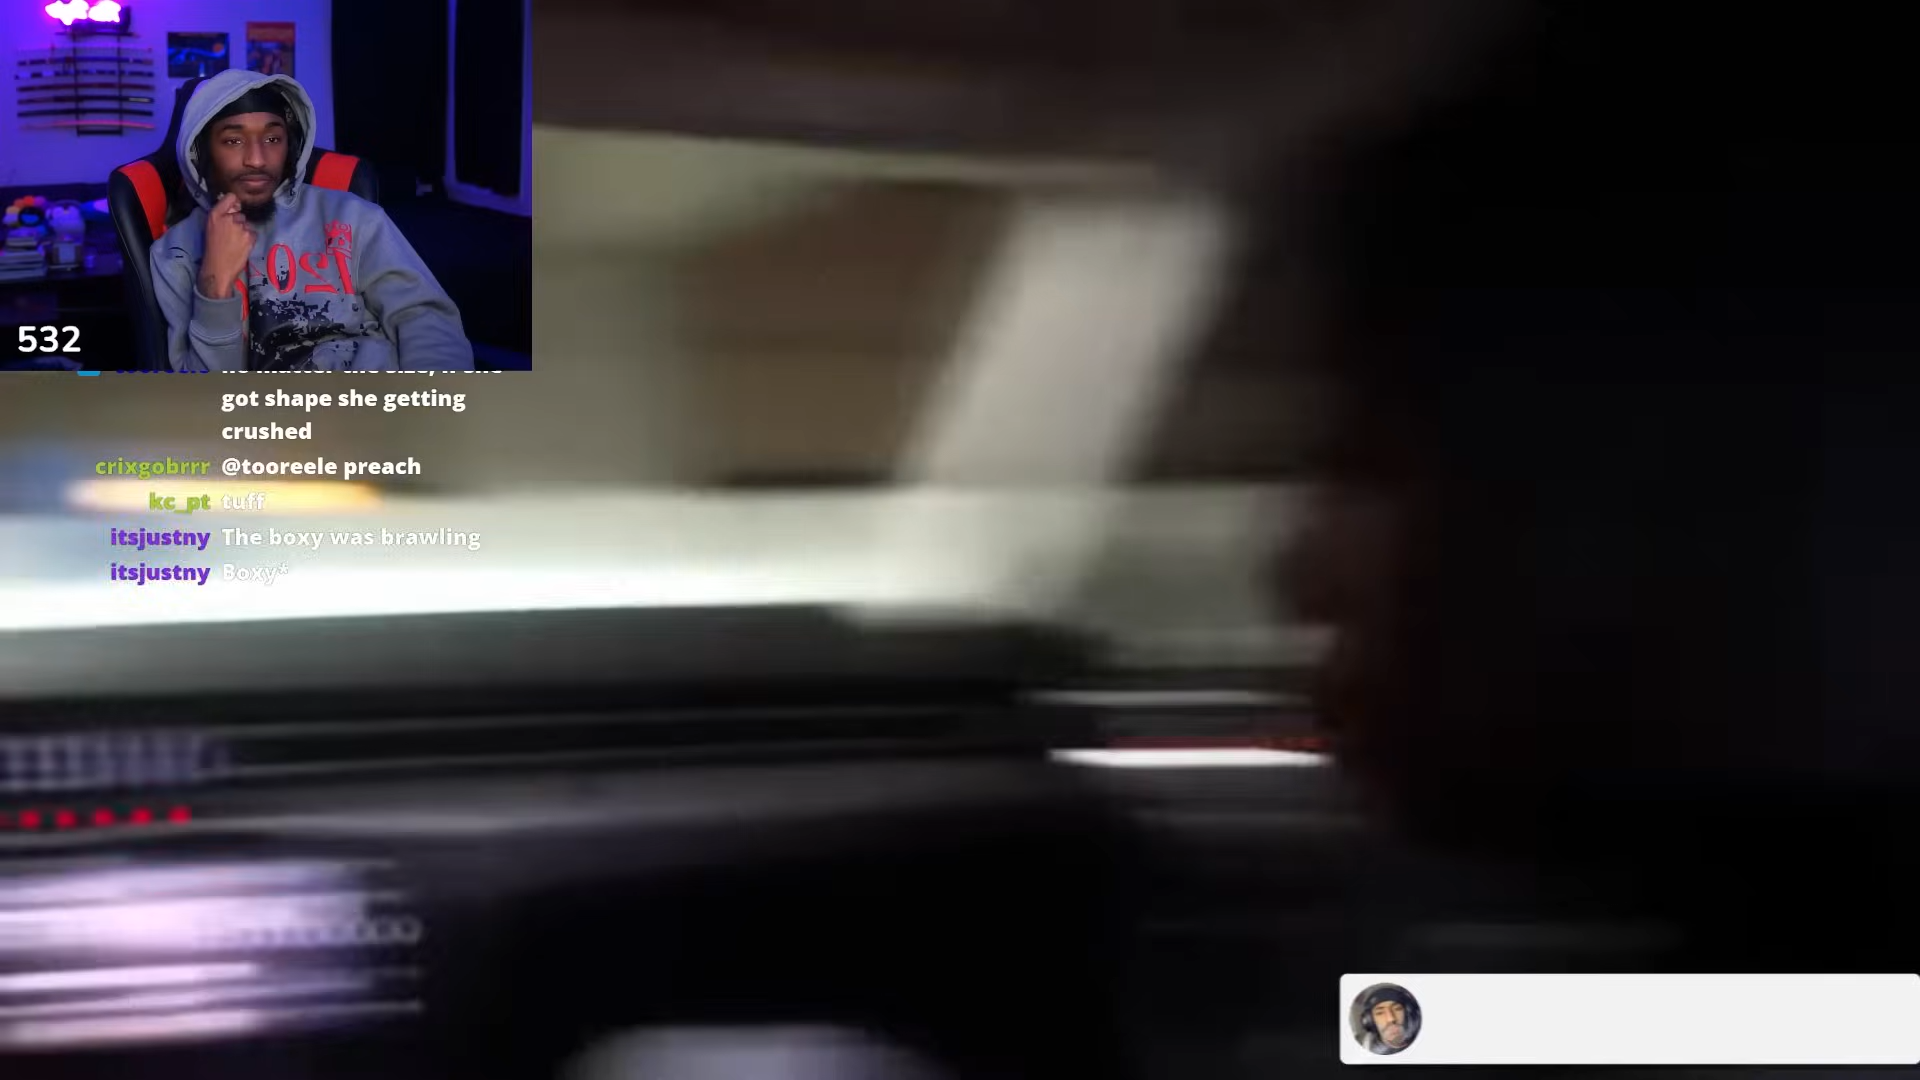 532
got shape she getting
crushed
crixgobrrr @tooreele preach
kc_pt tuff
itsjustny The boxy was brawling
itsjustny Boxy*